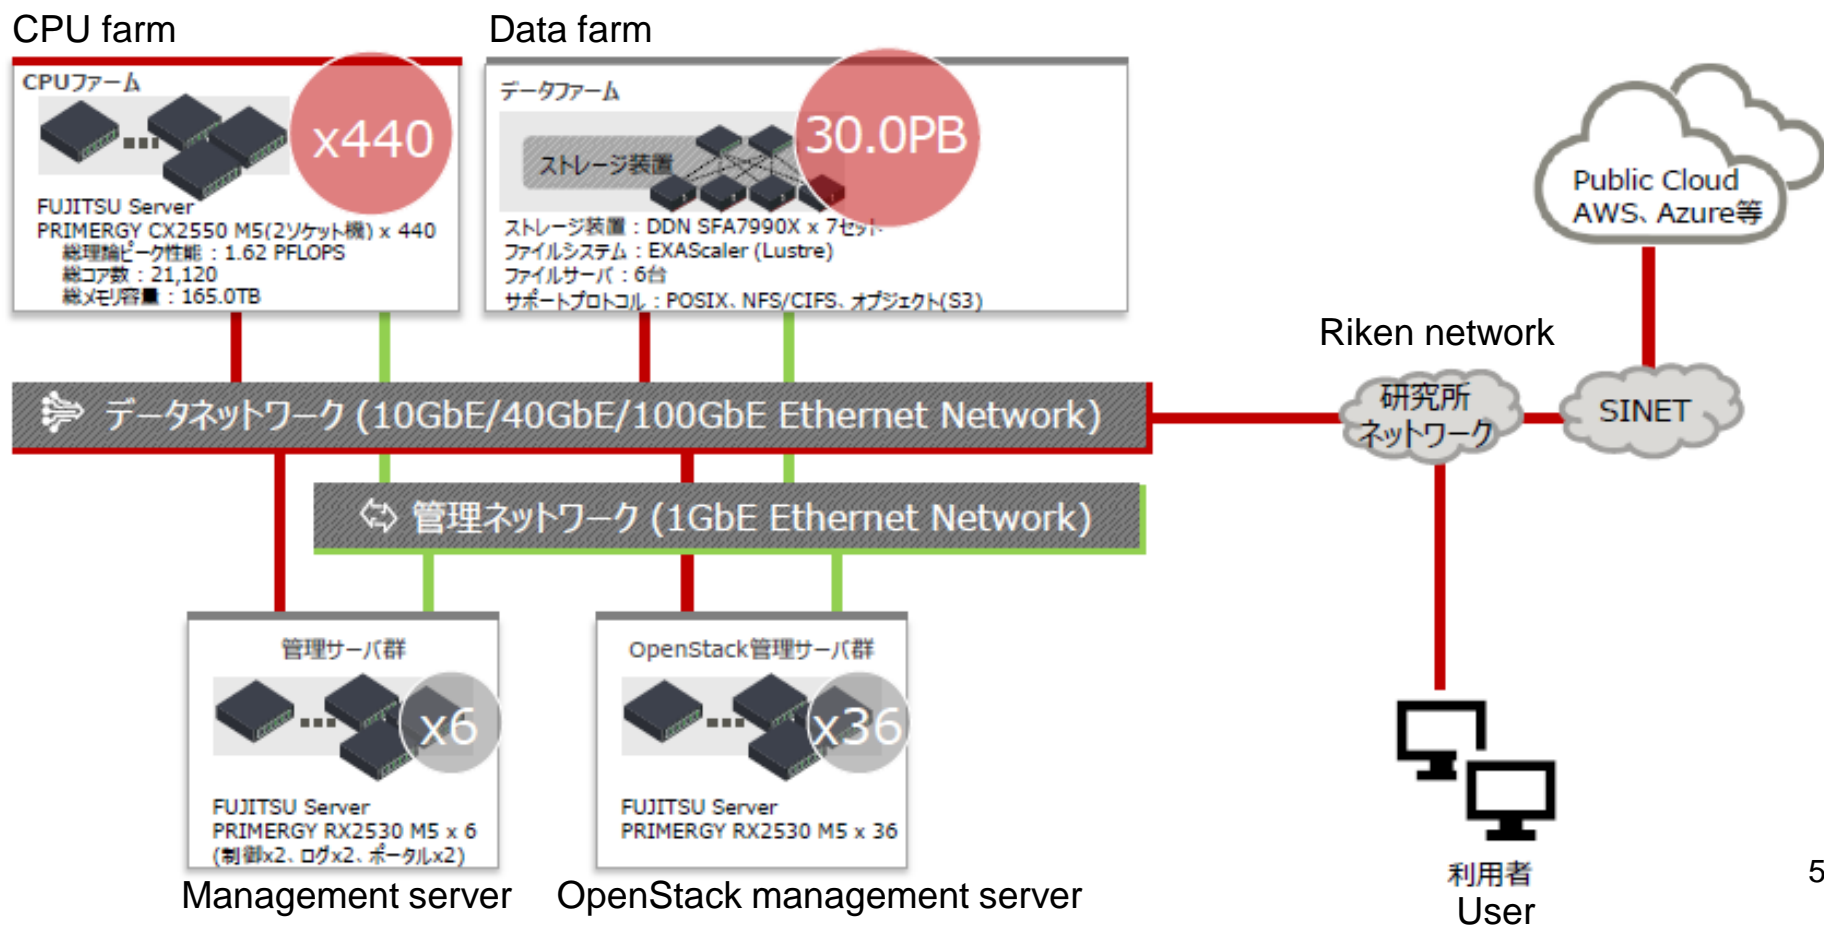 CPU farm
CPUファーム
x440
FUJITSU Server
PRIMERGY CX2550 M5(2ソケット機) x 440
総理論ピーク性能 : 1.62 PFLOPS
総コア数 : 21,120
総メモリ容量 : 165.0TB
Data farm
データファーム
30.0PB
ストレージ装置
ストレージ装置 : DDN SFA7990X x 7セット
ファイルシステム : EXAScaler (Lustre)
ファイルサーバ : 6台
サポートプロトコル : POSIX、NFS/CIFS、オブジェクト(S3)
Public Cloud
AWS、Azure等
Riken network
研究所
ネットワーク
SINET
データネットワーク (10GbE/40GbE/100GbE Ethernet Network)
管理ネットワーク (1GbE Ethernet Network)
管理サーバ群
x6
FUJITSU Server
PRIMERGY RX2530 M5 x 6
(制御x2、ログx2、ポータルx2)
Management server
OpenStack管理サーバ群
x36
FUJITSU Server
PRIMERGY RX2530 M5 x 36
OpenStack management server
利用者
User
5